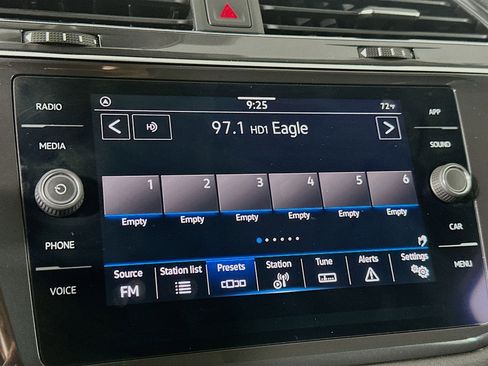 RADIO
MEDIA
PHONE
VOICE
9:25
72°F
97.1 HD1 Eagle
1 2 3 4 5 6
Empty Empty Empty Empty Empty Empty
Source Station list Presets Station Tune Alerts Settings
FM
APP
SOUND
CAR
MENU